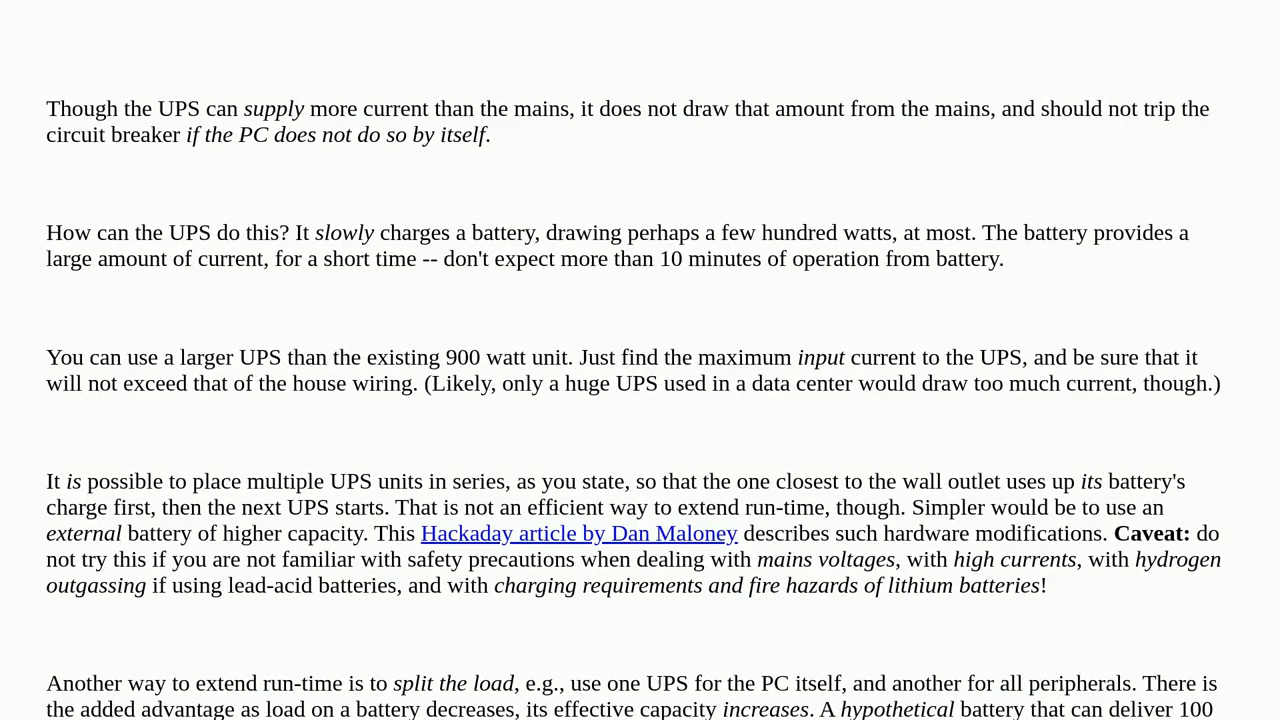 Though the UPS can supply more current than the mains, it does not draw that amount from the mains, and should not trip the
circuit breaker if the PC does not do so by itself.
How can the UPS do this? It slowly charges a battery, drawing perhaps a few hundred watts, at most. The battery provides a
large amount of current, for a short time -- don't expect more than 10 minutes of operation from battery.
You can use a larger UPS than the existing 900 watt unit. Just find the maximum input current to the UPS, and be sure that it
will not exceed that of the house wiring. (Likely, only a huge UPS used in a data center would draw too much current, though.)
It is possible to place multiple UPS units in series, as you state, so that the one closest to the wall outlet uses up its battery's
charge first, then the next UPS starts. That is not an efficient way to extend run-time, though. Simpler would be to use an
external battery of higher capacity. This Hackaday article by Dan Maloney describes such hardware modifications. Caveat: do
not try this if you are not familiar with safety precautions when dealing with mains voltages, with high currents, with hydrogen
outgassing if using lead-acid batteries, and with charging requirements and fire hazards of lithium batteries!
Another way to extend run-time is to split the load, e.g., use one UPS for the PC itself, and another for all peripherals. There is
the added advantage as load on a battery decreases, its effective capacity increases. A hypothetical battery that can deliver 100